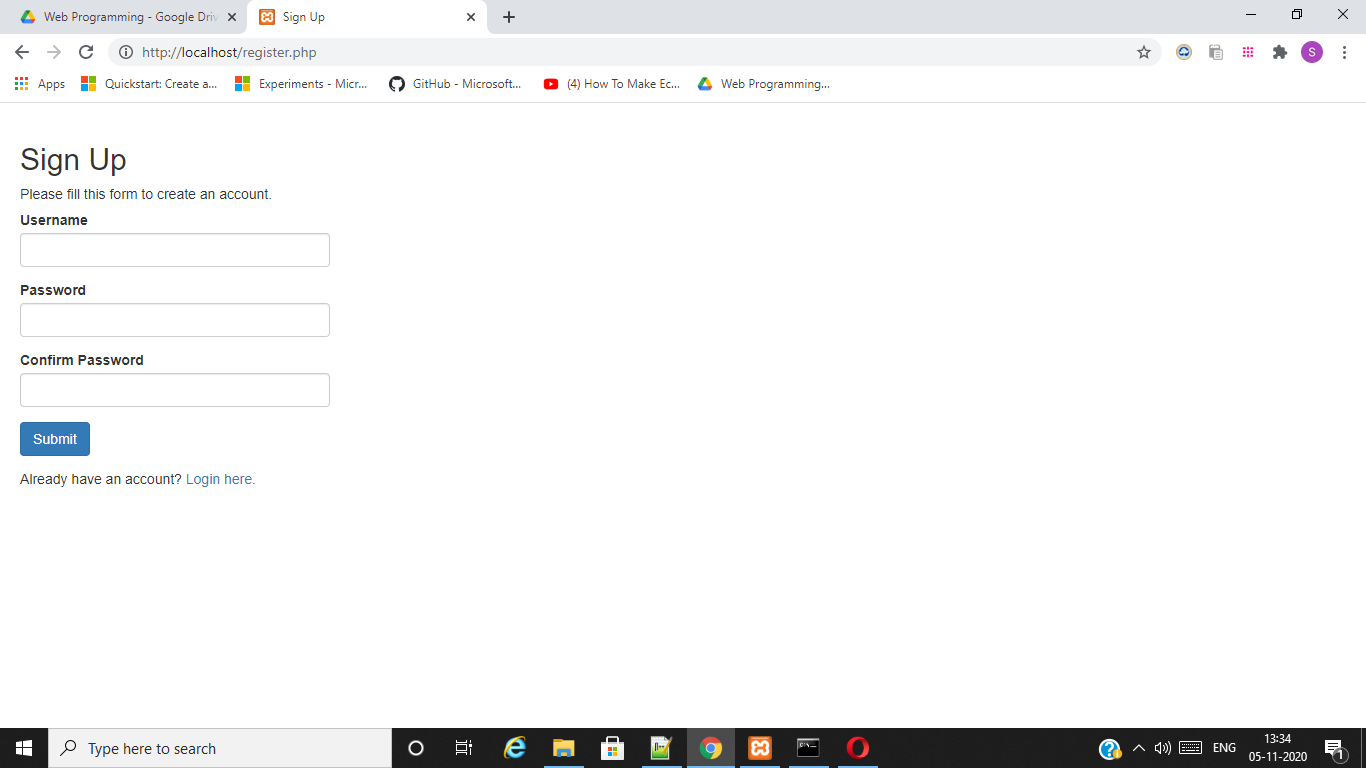 Web Programming - Google Driv
Sign Up
http://localhost/register.php
S
Apps
Quickstart: Create a...
Experiments - Micr...
GitHub - Microsoft...
(4) How To Make Ec...
Web Programming...
Sign Up
Please fill this form to create an account.
Username
Password
Confirm Password
Submit
Already have an account? Login here.
Type here to search
ENG
13:34
05-11-2020
1